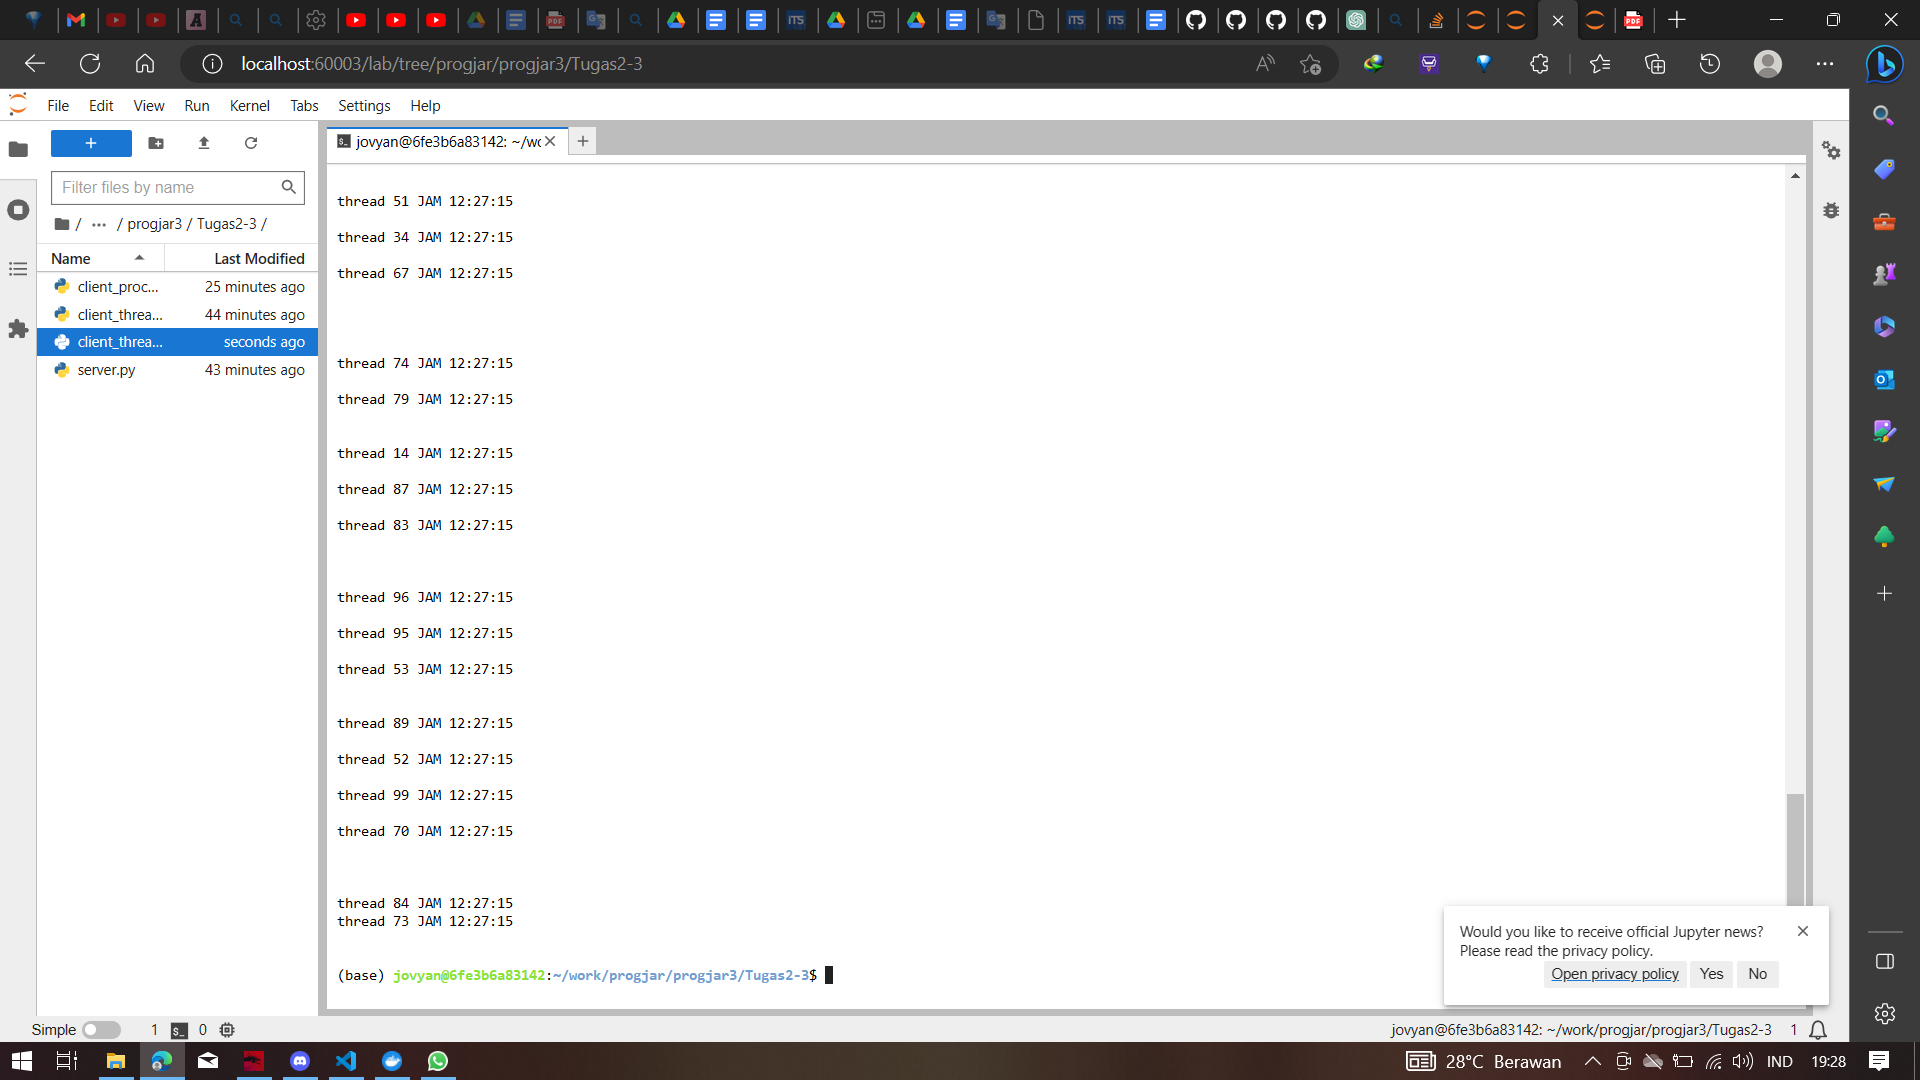 localhost:60003/lab/tree/progjar/progjar3/Tugas2-3
File Edit View Run Kernel Tabs Settings Help
jovyan@6fe3b6a83142: ~/wo
Filter files by name
/ ··· / progjar3 / Tugas2-3 /
Name Last Modified
client_proc... 25 minutes ago
client_threa... 44 minutes ago
client_threa... seconds ago
server.py 43 minutes ago
thread 51 JAM 12:27:15
thread 34 JAM 12:27:15
thread 67 JAM 12:27:15
thread 74 JAM 12:27:15
thread 79 JAM 12:27:15
thread 14 JAM 12:27:15
thread 87 JAM 12:27:15
thread 83 JAM 12:27:15
thread 96 JAM 12:27:15
thread 95 JAM 12:27:15
thread 53 JAM 12:27:15
thread 89 JAM 12:27:15
thread 52 JAM 12:27:15
thread 99 JAM 12:27:15
thread 70 JAM 12:27:15
thread 84 JAM 12:27:15
thread 73 JAM 12:27:15
(base) jovyan@6fe3b6a83142:~/work/progjar/progjar3/Tugas2-3$
Would you like to receive official Jupyter news?
Please read the privacy policy.
Open privacy policy Yes No
Simple 1 0 jovyan@6fe3b6a83142: ~/work/progjar/progjar3/Tugas2-3 1
28°C Berawan IND 19:28